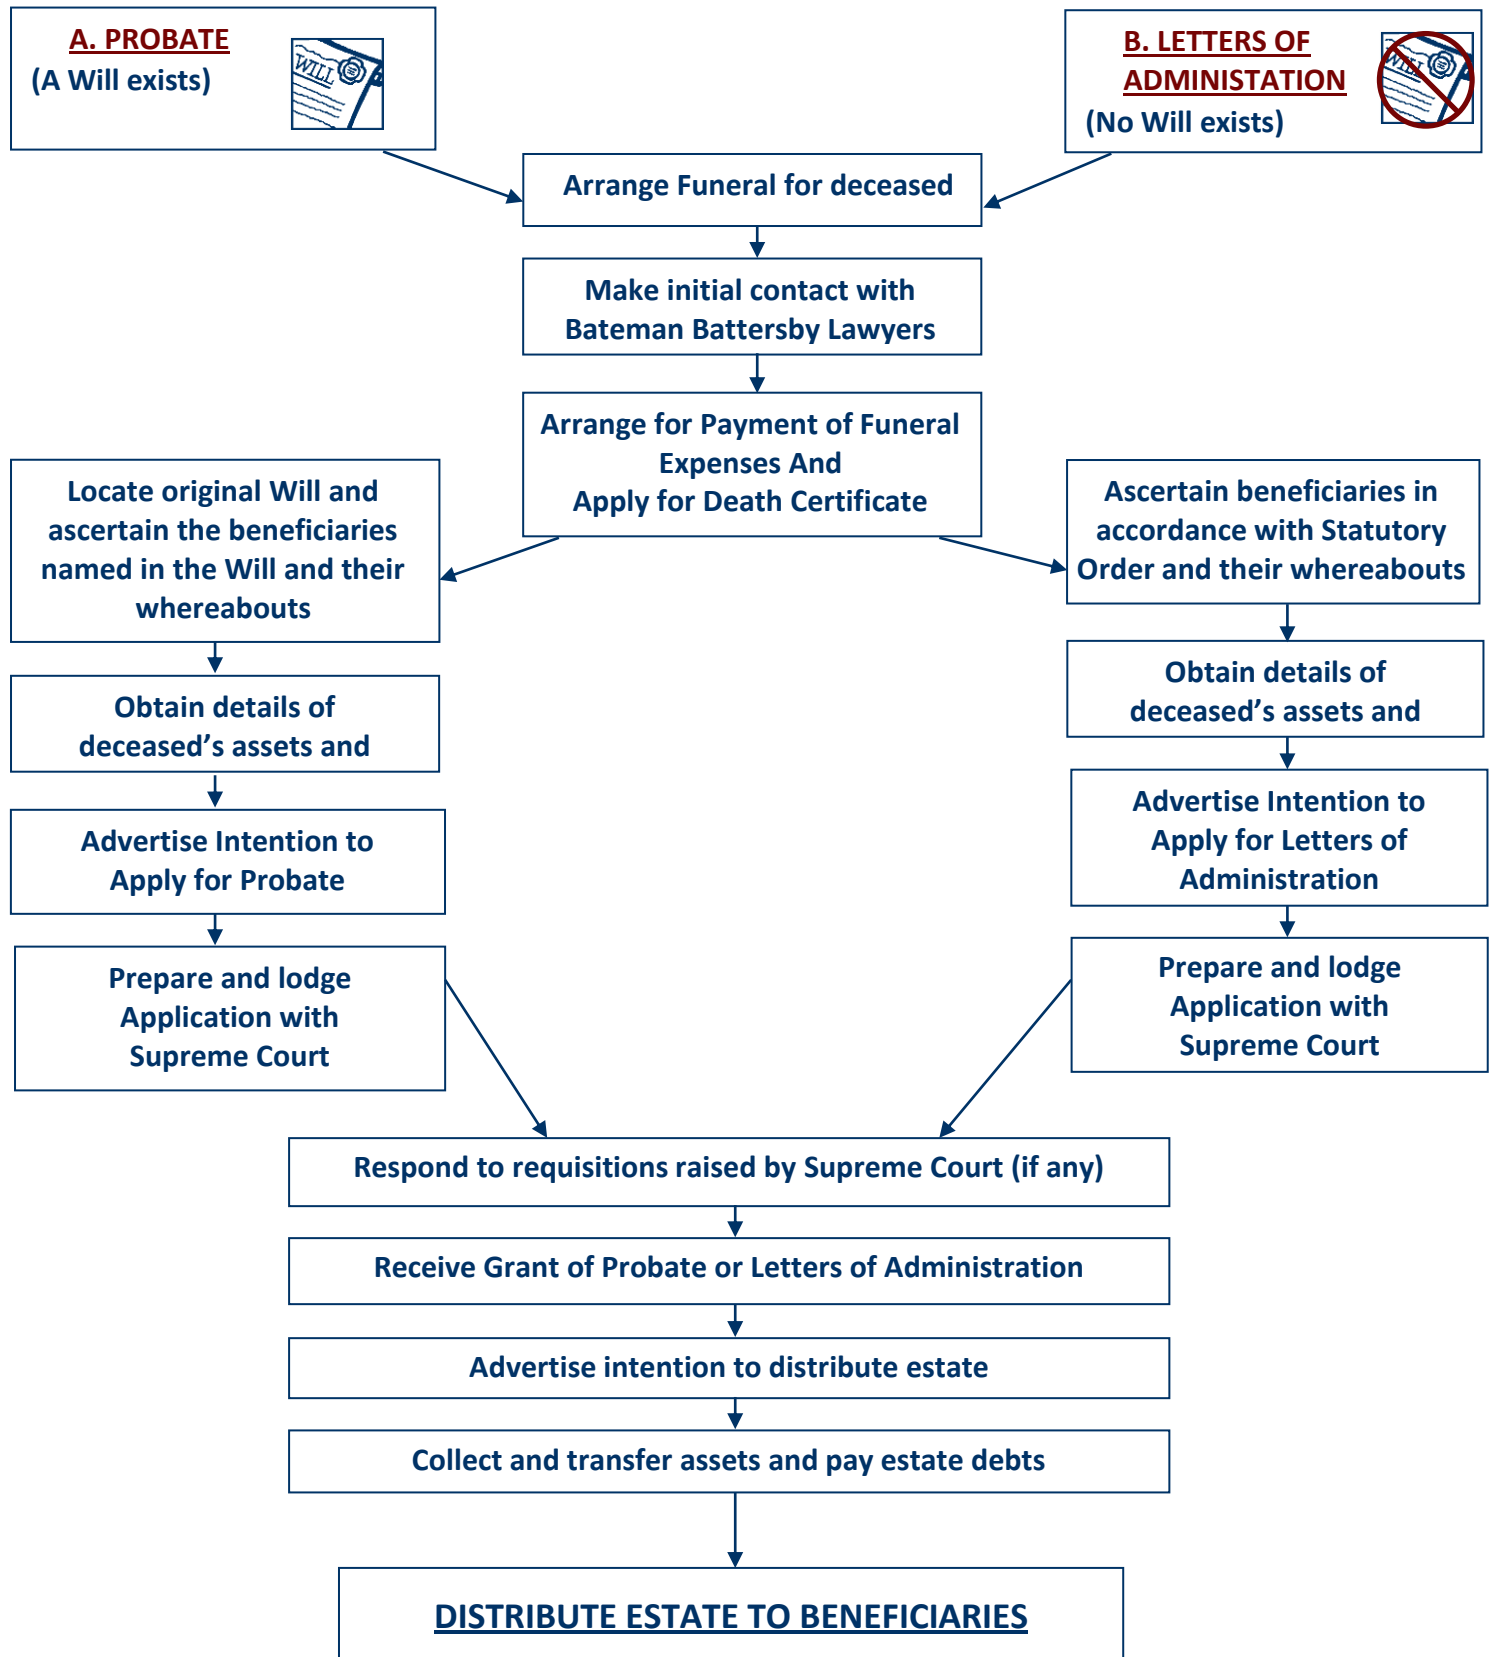 A. PROBATE
(A Will exists)
WILL
B. LETTERS OF
ADMINISTATION
(No Will exists)
WILL
Arrange Funeral for deceased
Make initial contact with
Bateman Battersby Lawyers
Arrange for Payment of Funeral
Expenses And
Apply for Death Certificate
Locate original Will and
ascertain the beneficiaries
named in the Will and their
whereabouts
Ascertain beneficiaries in
accordance with Statutory
Order and their whereabouts
Obtain details of
deceased’s assets and
Obtain details of
deceased’s assets and
Advertise Intention to
Apply for Probate
Advertise Intention to
Apply for Letters of
Administration
Prepare and lodge
Application with
Supreme Court
Prepare and lodge
Application with
Supreme Court
Respond to requisitions raised by Supreme Court (if any)
Receive Grant of Probate or Letters of Administration
Advertise intention to distribute estate
Collect and transfer assets and pay estate debts
DISTRIBUTE ESTATE TO BENEFICIARIES